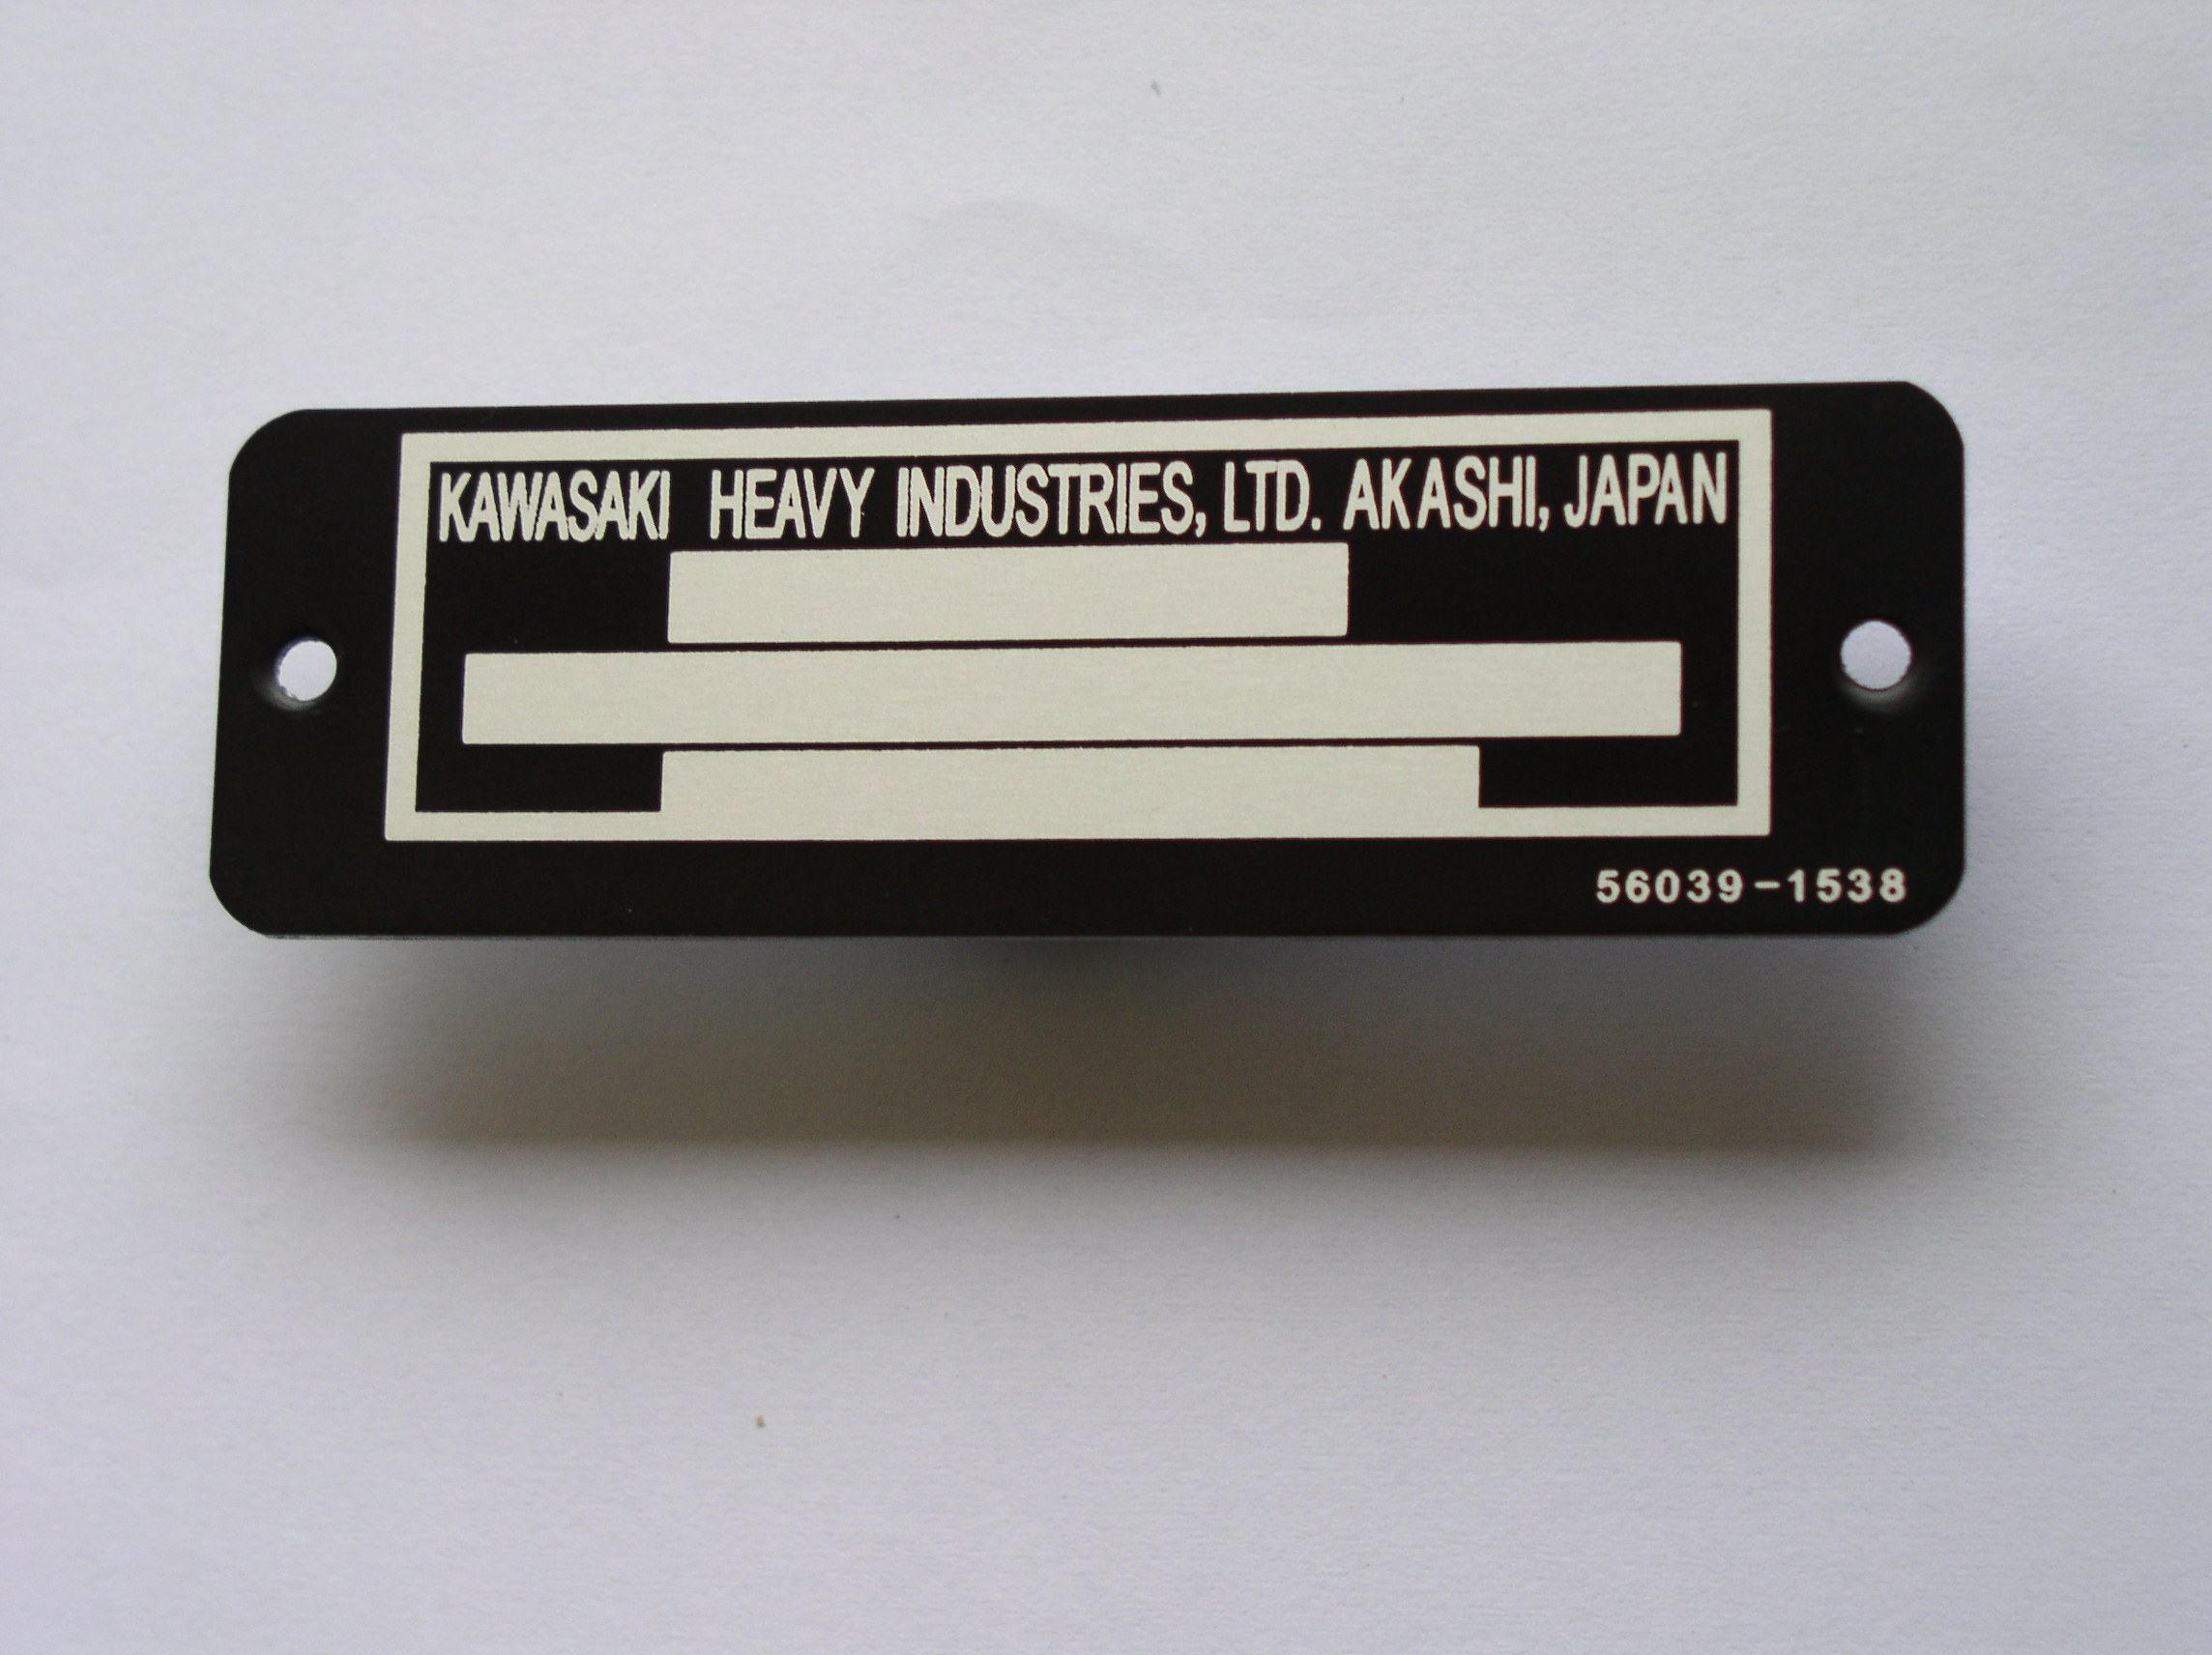 KAWASAKI HEAVY INDUSTRIES, LTD. AKASHI, JAPAN
56039-1538